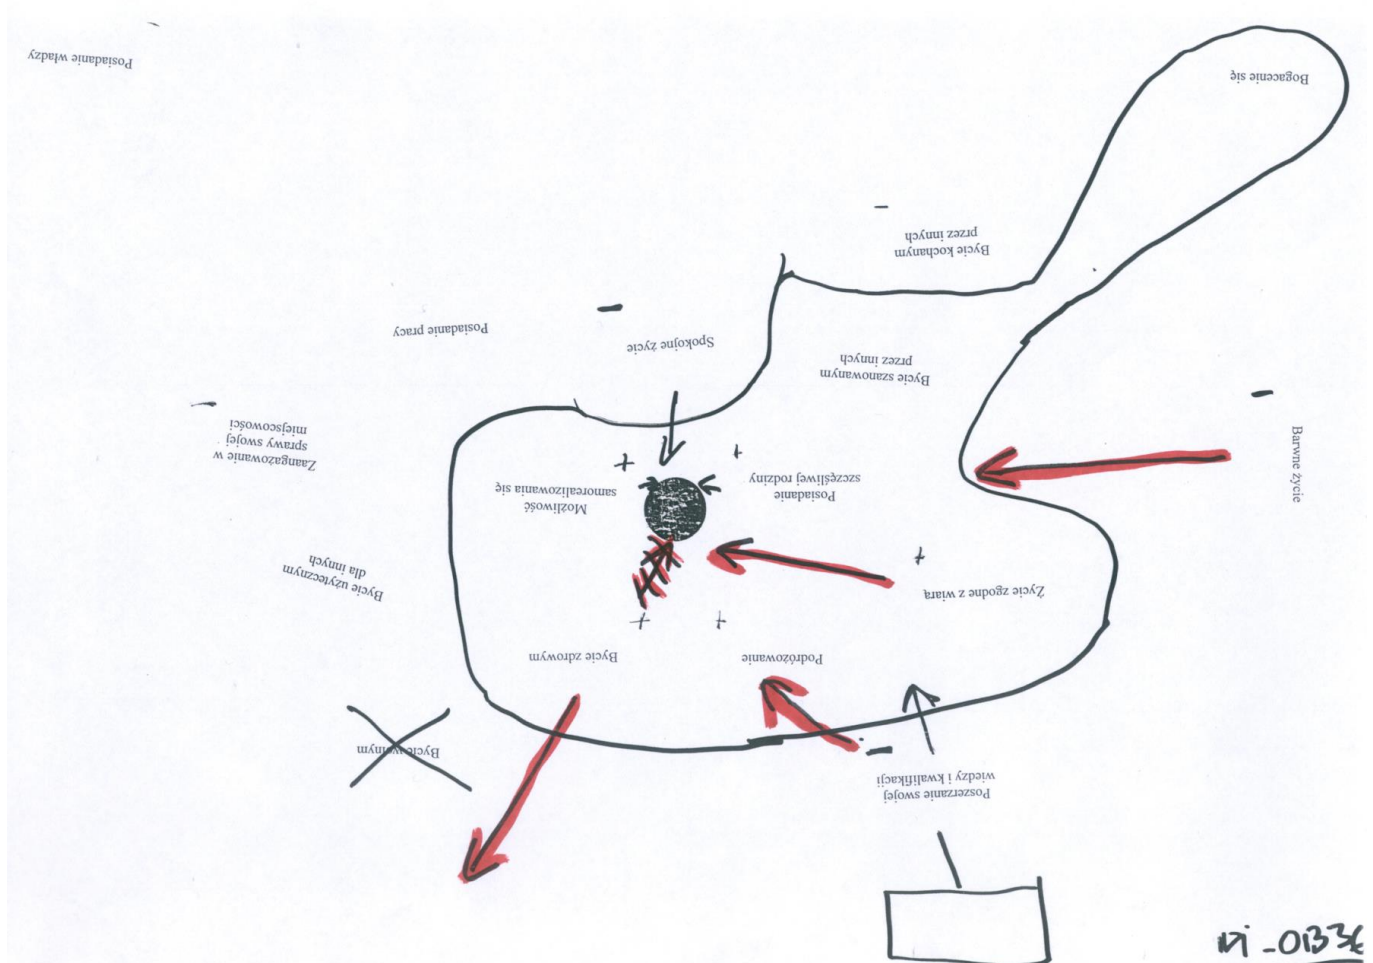 Posiadanie władzy
Bogacenie się
Bycie kochanym
przez innych
Posiadanie pracy
Spokojne życie
Bycie szanowanym
przez innych
Zaangażowanie w
sprawy swojej
miejscowości
Barwne życie
Możliwość
samorealizowania się
Posiadanie
szczęśliwej rodziny
Bycie użytecznym
dla innych
Życie zgodne z wiarą
Bycie zdrowym
Podróżowanie
Bycie wolnym
Poszerzanie swojej
wiedzy i kwalifikacji